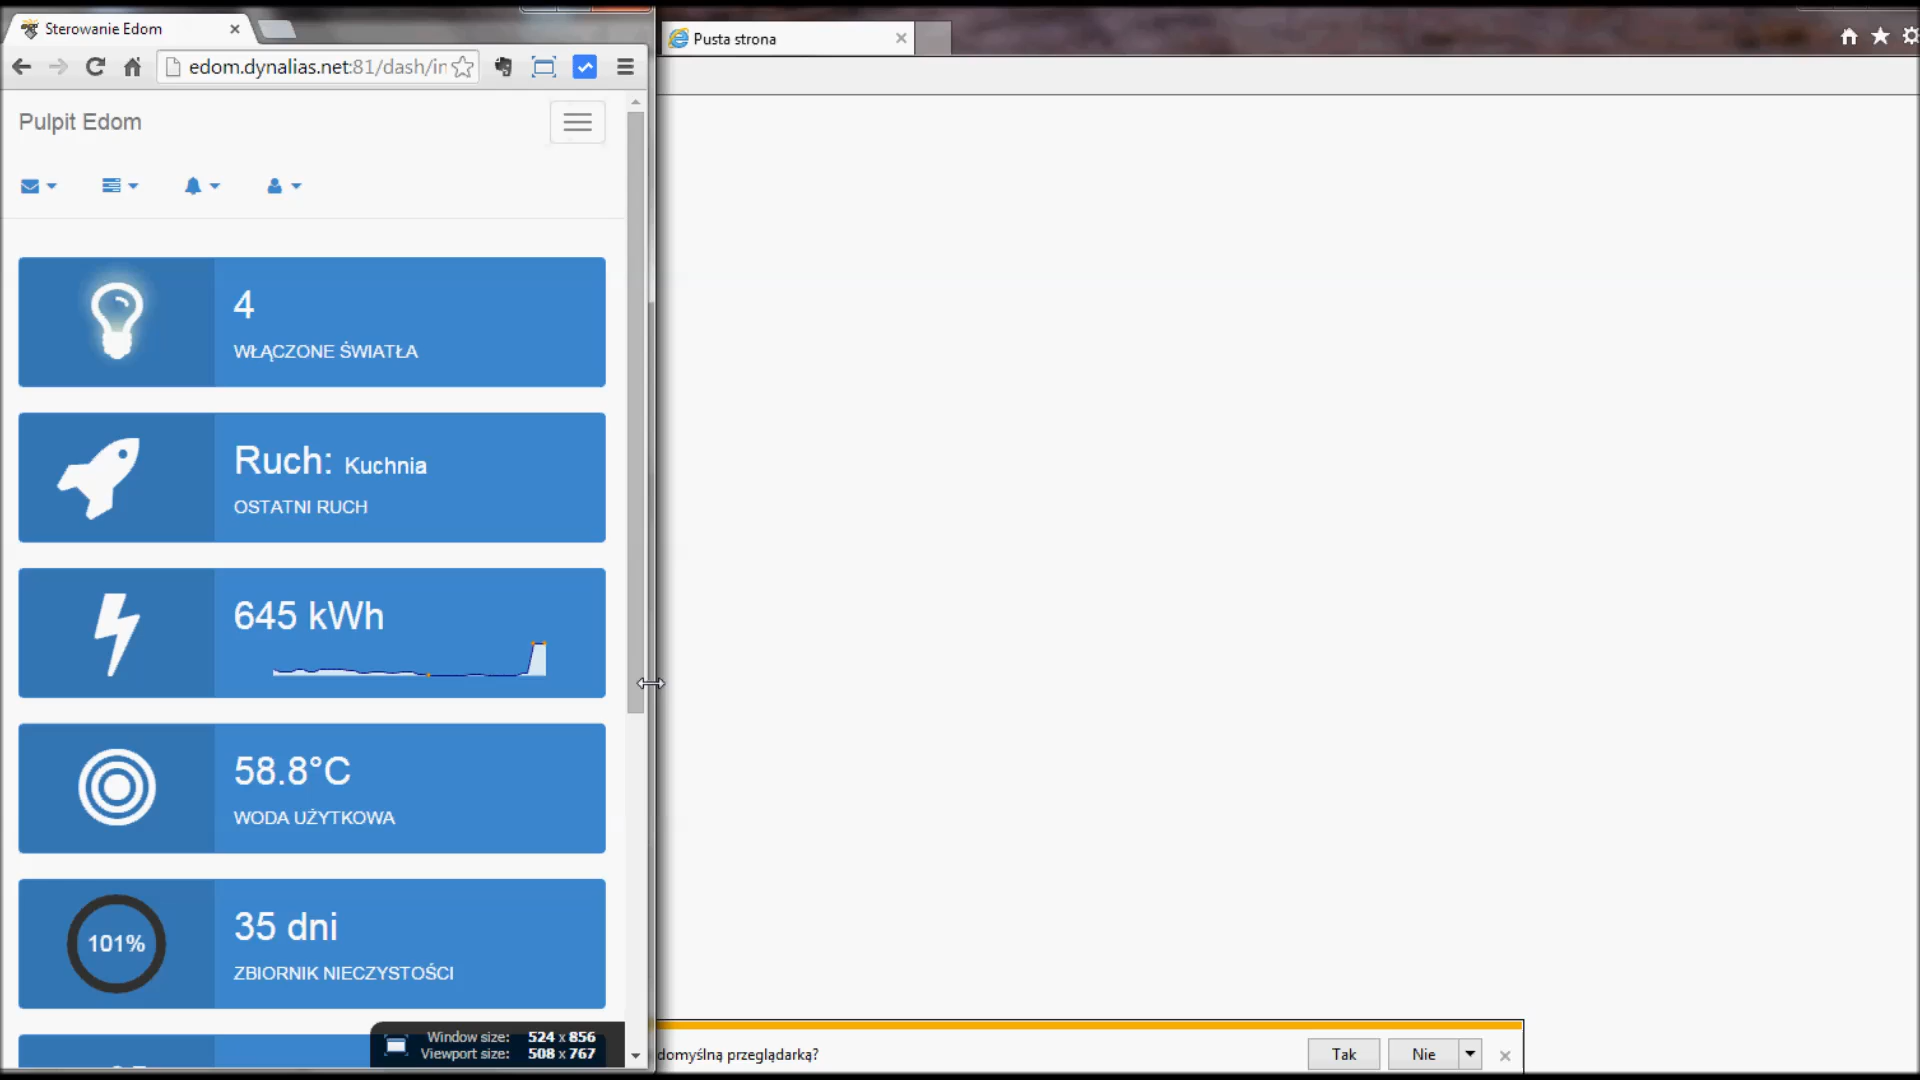 Sterowanie Edom
Pusta strona
edom.dynalias.net:81/dash/in
Pulpit Edom
4
WŁĄCZONE ŚWIATŁA
Ruch: Kuchnia
OSTATNI RUCH
645 kWh
58.8°C
WODA UŻYTKOWA
101%
35 dni
ZBIORNIK NIECZYSTOŚCI
Window size: 524 x 856
Viewport size: 508 x 767
domyślną przeglądarką?
Tak
Nie